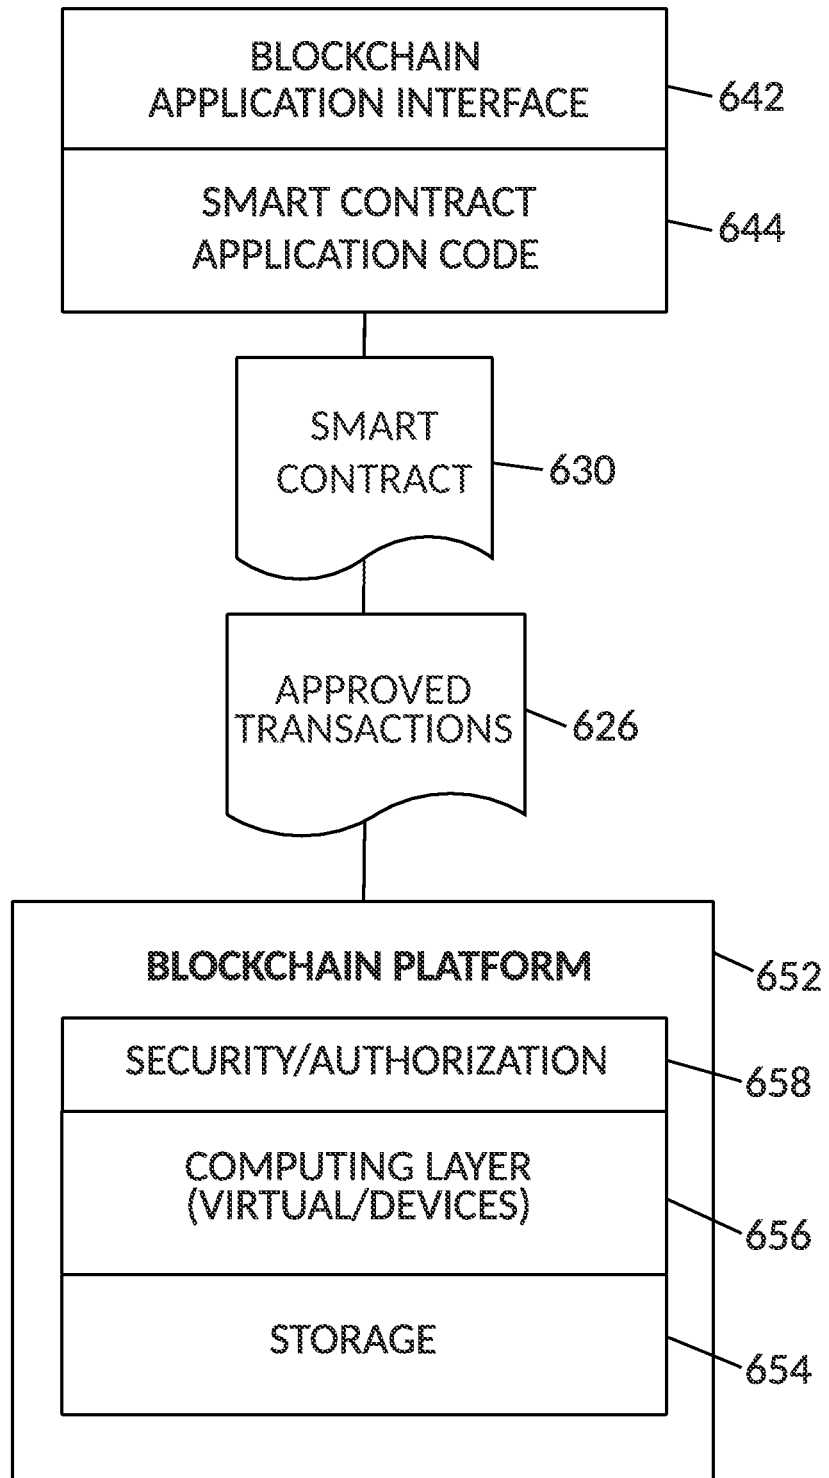 BLOCKCHAIN
APPLICATION INTERFACE
642
SMART CONTRACT
APPLICATION CODE
644
SMART
CONTRACT
630
APPROVED
TRANSACTIONS
626
BLOCKCHAIN PLATFORM
652
SECURITY/AUTHORIZATION
658
COMPUTING LAYER
(VIRTUAL/DEVICES)
656
STORAGE
654